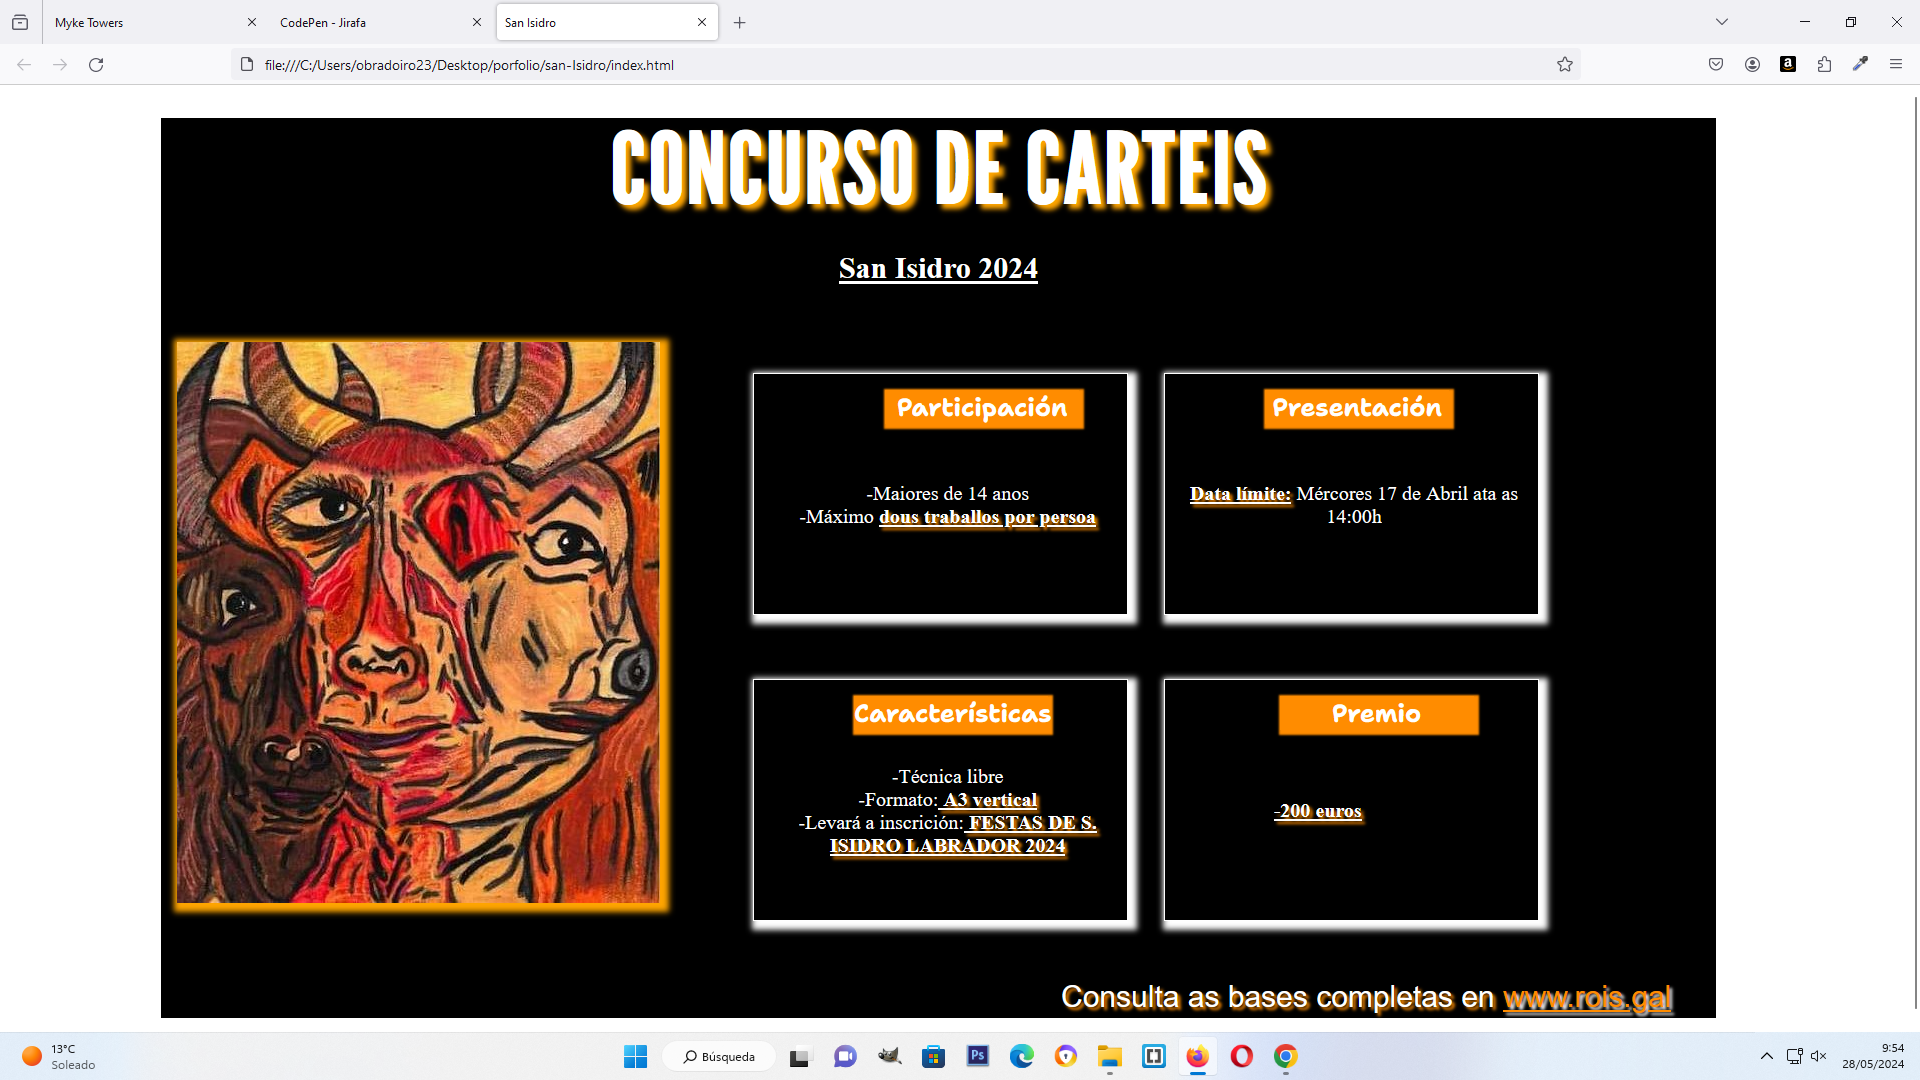 Myke Towers
CodePen - Jirafa
San Isidro
file:///C:/Users/obradoiro23/Desktop/porfolio/san-Isidro/index.html
CONCURSO DE CARTEIS
San Isidro 2024
Participación
-Maiores de 14 anos
-Máximo dous traballos por persoa
Presentación
Data límite: Mércores 17 de Abril ata as
14:00h
Características
-Técnica libre
-Formato: A3 vertical
-Levará a inscrición: FESTAS DE S.
ISIDRO LABRADOR 2024
Premio
-200 euros
Consulta as bases completas en www.rois.gal
13°C
Soleado
Búsqueda
Ps
9:54
28/05/2024